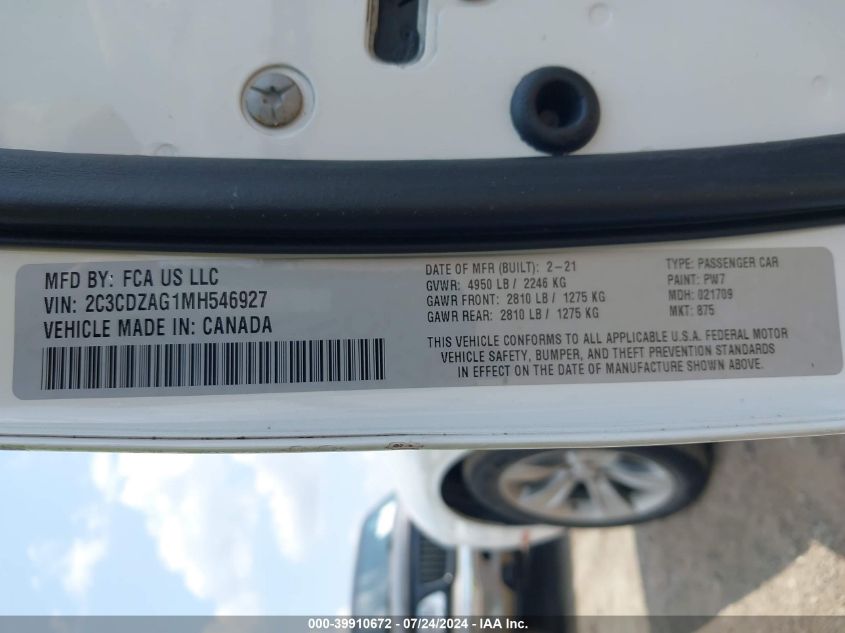 MFD BY: FCA US LLC
VIN: 2C3CDZAG1MH546927
VEHICLE MADE IN: CANADA
DATE OF MFR (BUILT): 2-21
GVWR: 4950 LB / 2246 KG
GAWR FRONT: 2810 LB / 1275 KG
GAWR REAR: 2810 LB / 1275 KG
TYPE: PASSENGER CAR
PAINT: PW7
MDH: 021709
MKT: 875
THIS VEHICLE CONFORMS TO ALL APPLICABLE U.S.A. FEDERAL MOTOR
VEHICLE SAFETY, BUMPER, AND THEFT PREVENTION STANDARDS
IN EFFECT ON THE DATE OF MANUFACTURE SHOWN ABOVE.
000-39910672 - 07/24/2024 - IAA Inc.